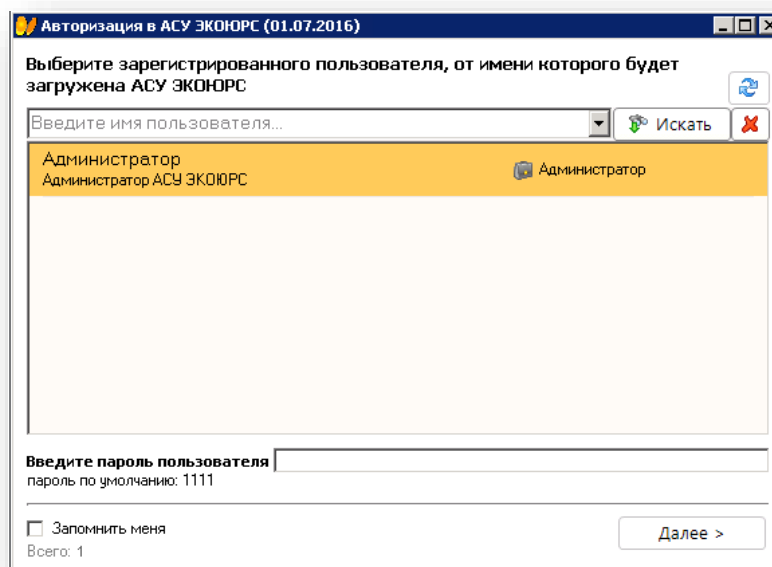 Авторизация в АСУ ЭКОЮРС (01.07.2016)
Выберите зарегистрированного пользователя, от имени которого будет
загружена АСУ ЭКОЮРС
Введите имя пользователя...
Искать
Администратор
Администратор АСУ ЭКОЮРС
Администратор
Введите пароль пользователя
пароль по умолчанию: 1111
Запомнить меня
Далее >
Всего: 1